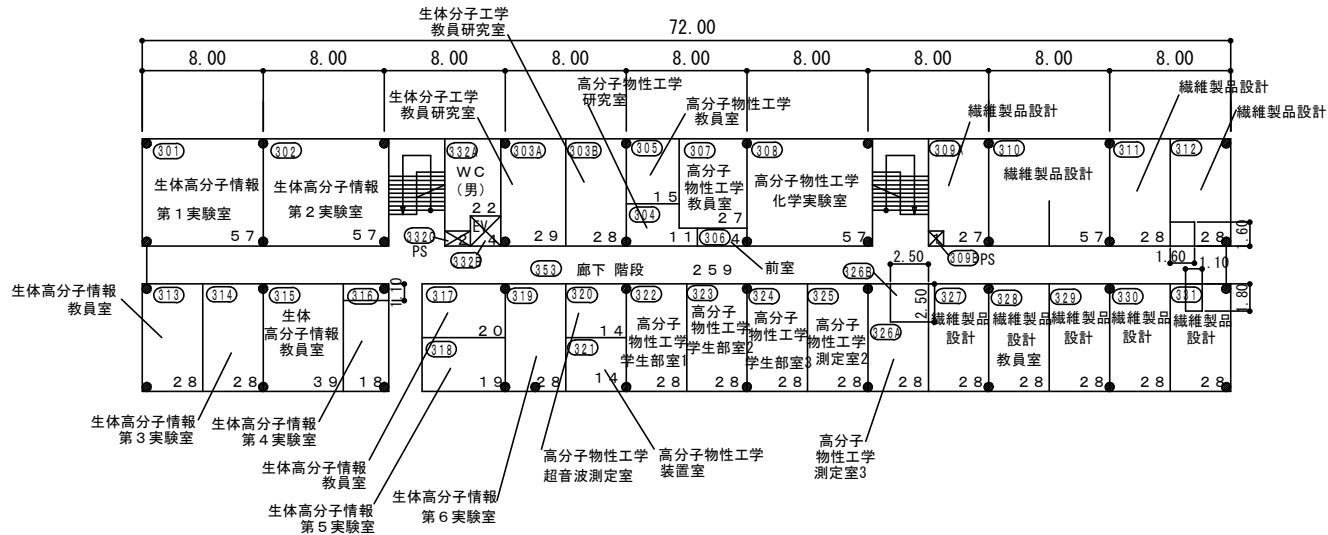 生体分子工学
教員研究室
72.00
8.00
8.00
8.00
8.00
8.00
8.00
8.00
8.00
8.00
生体分子工学
教員研究室
高分子物性工学
研究室
高分子物性工学
教員室
繊維製品設計
繊維製品設計
繊維製品設計
301
生体高分子情報
第1実験室
57
302
生体高分子情報
第2実験室
57
332A
WC
(男)
22
EV
4
332B
2
332C
PS
303A
29
303B
28
305
15
304
11
307
高分子
物性工学
教員室
27
306
4
前室
308
高分子物性工学
化学実験室
57
309A
27
1
309B
PS
310
繊維製品設計
57
311
28
312
28
1.60
1.60
353
廊下 階段
259
326B
2.50
2.50
1.10
1.80
1.10
生体高分子情報
教員室
313
28
314
28
315
生体
高分子情報
教員室
39
316
18
317
20
318
19
319
28
320
14
321
14
322
高分子
物性工学
学生部室1
28
323
高分子
物性工学
学生部室2
28
324
高分子
物性工学
学生部室3
28
325
高分子
物性工学
測定室2
28
326A
28
327
繊維製品
設計
28
328
繊維製品
設計
教員室
28
329
繊維製品
設計
28
330
繊維製品
設計
28
331
繊維製品
設計
28
生体高分子情報
第3実験室
生体高分子情報
第4実験室
生体高分子情報
教員室
生体高分子情報
第5実験室
生体高分子情報
第6実験室
高分子物性工学
超音波測定室
高分子物性工学
装置室
高分子
物性工学
測定室3